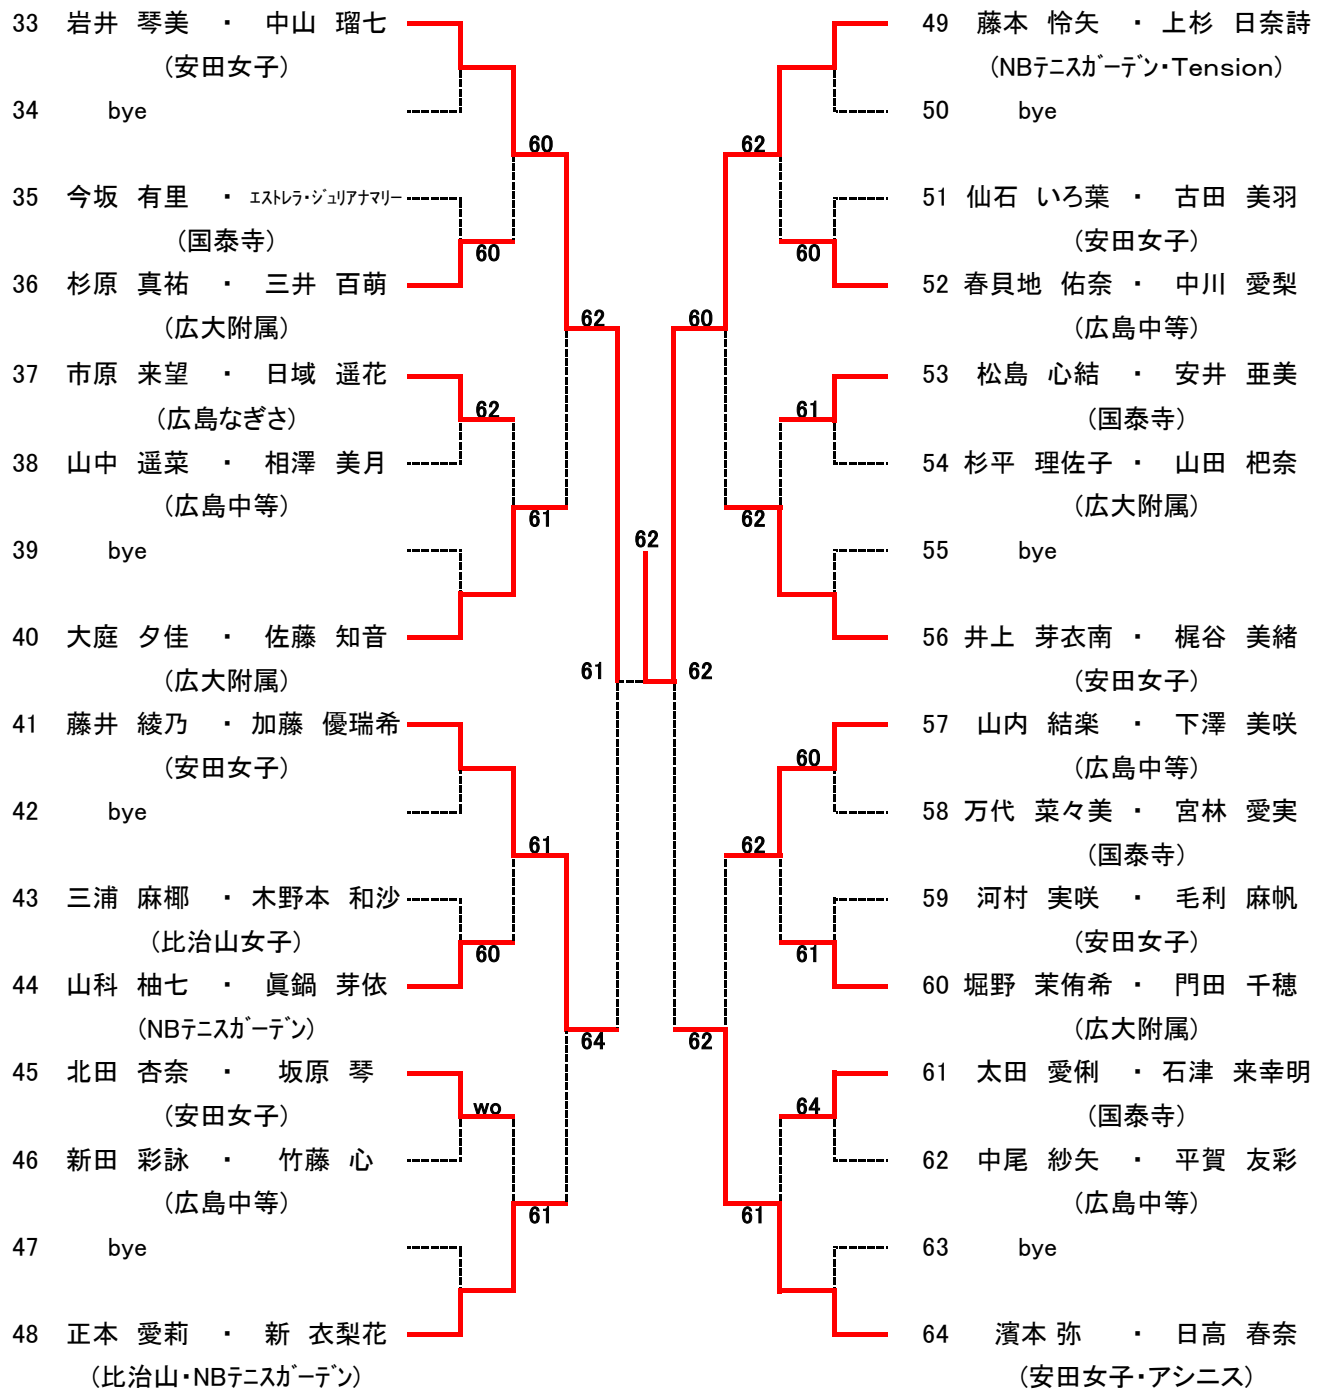 33 岩井 琴美 ・ 中山 瑠七
(安田女子)
34 bye
60
35 今坂 有里 ・ エストレラ・ジュリアナマリー
(国泰寺)
60
36 杉原 真祐 ・ 三井 百萌
(広大附属)
62
37 市原 来望 ・ 日域 遥花
(広島なぎさ)
62
38 山中 遥菜 ・ 相澤 美月
(広島中等)
61
39 bye
40 大庭 夕佳 ・ 佐藤 知音
(広大附属)
61
41 藤井 綾乃 ・ 加藤 優瑞希
(安田女子)
42 bye
61
43 三浦 麻椰 ・ 木野本 和沙
(比治山女子)
60
44 山科 柚七 ・ 眞鍋 芽依
(NBテニスガーデン)
64
45 北田 杏奈 ・ 坂原 琴
(安田女子)
wo
46 新田 彩詠 ・ 竹藤 心
(広島中等)
61
47 bye
48 正本 愛莉 ・ 新 衣梨花
(比治山・NBテニスガーデン)
62
49 藤本 怜矢 ・ 上杉 日奈詩
(NBテニスガーデン・Tension)
50 bye
62
51 仙石 いろ葉 ・ 古田 美羽
(安田女子)
60
52 春貝地 佑奈 ・ 中川 愛梨
(広島中等)
60
53 松島 心結 ・ 安井 亜美
(国泰寺)
61
54 杉平 理佐子 ・ 山田 杷奈
(広大附属)
62
55 bye
56 井上 芽衣南 ・ 梶谷 美緒
(安田女子)
62
57 山内 結楽 ・ 下澤 美咲
(広島中等)
60
58 万代 菜々美 ・ 宮林 愛実
(国泰寺)
62
59 河村 実咲 ・ 毛利 麻帆
(安田女子)
61
60 堀野 茉侑希 ・ 門田 千穂
(広大附属)
62
61 太田 愛俐 ・ 石津 来幸明
(国泰寺)
64
62 中尾 紗矢 ・ 平賀 友彩
(広島中等)
61
63 bye
64 濱本 弥 ・ 日高 春奈
(安田女子・アシニス)